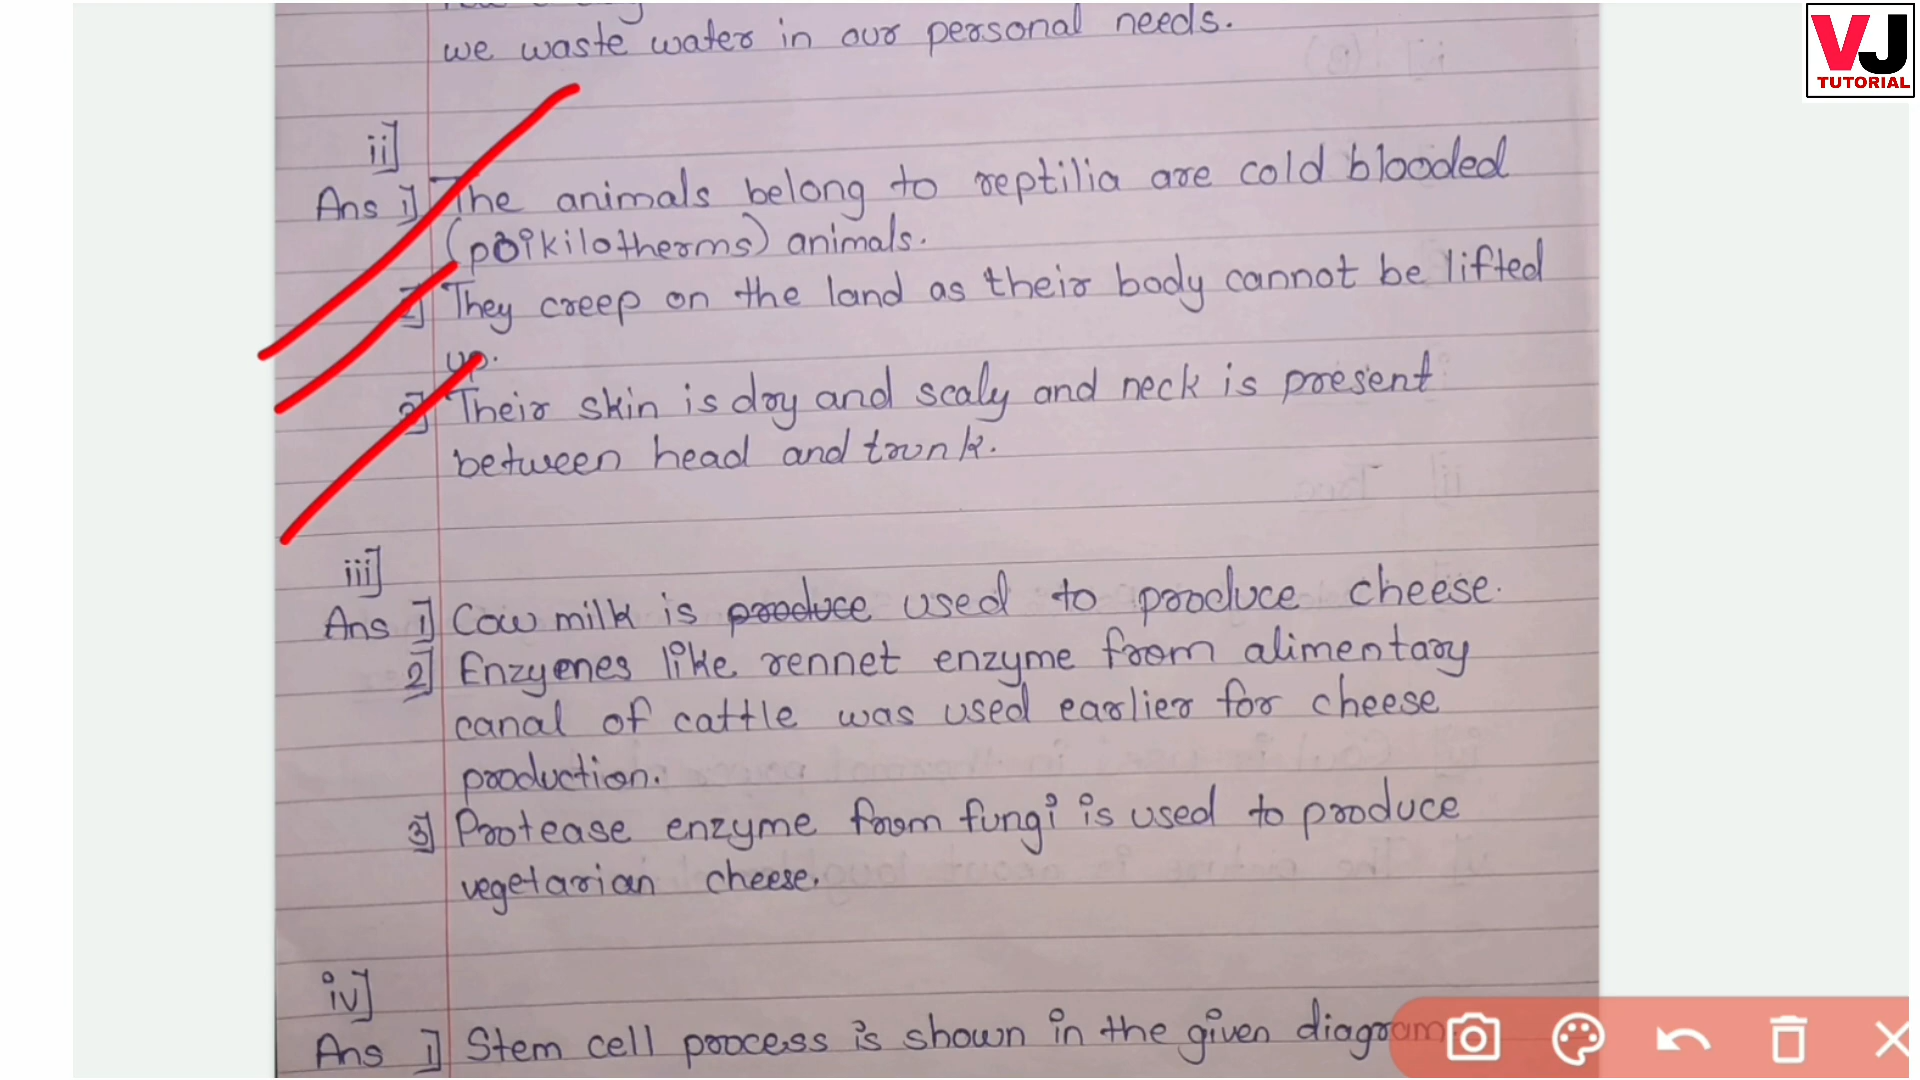 we waste water in our personal needs.
VJ
TUTORIAL
ii]
Ans 1] The animals belong to reptilia are cold blooded
(poikilotherms) animals.
2] They creep on the land as their body cannot be lifted
up.
3] Their skin is dry and scaly and neck is present
between head and trunk.
iii]
Ans 1] Cow milk is produce used to produce cheese.
2] Enzyenes like rennet enzyme from alimentary
canal of cattle was used earlier for cheese
production.
3] Protease enzyme from fungi is used to produce
vegetarian cheese.
iv]
Ans 1] Stem cell process is shown in the given diagram